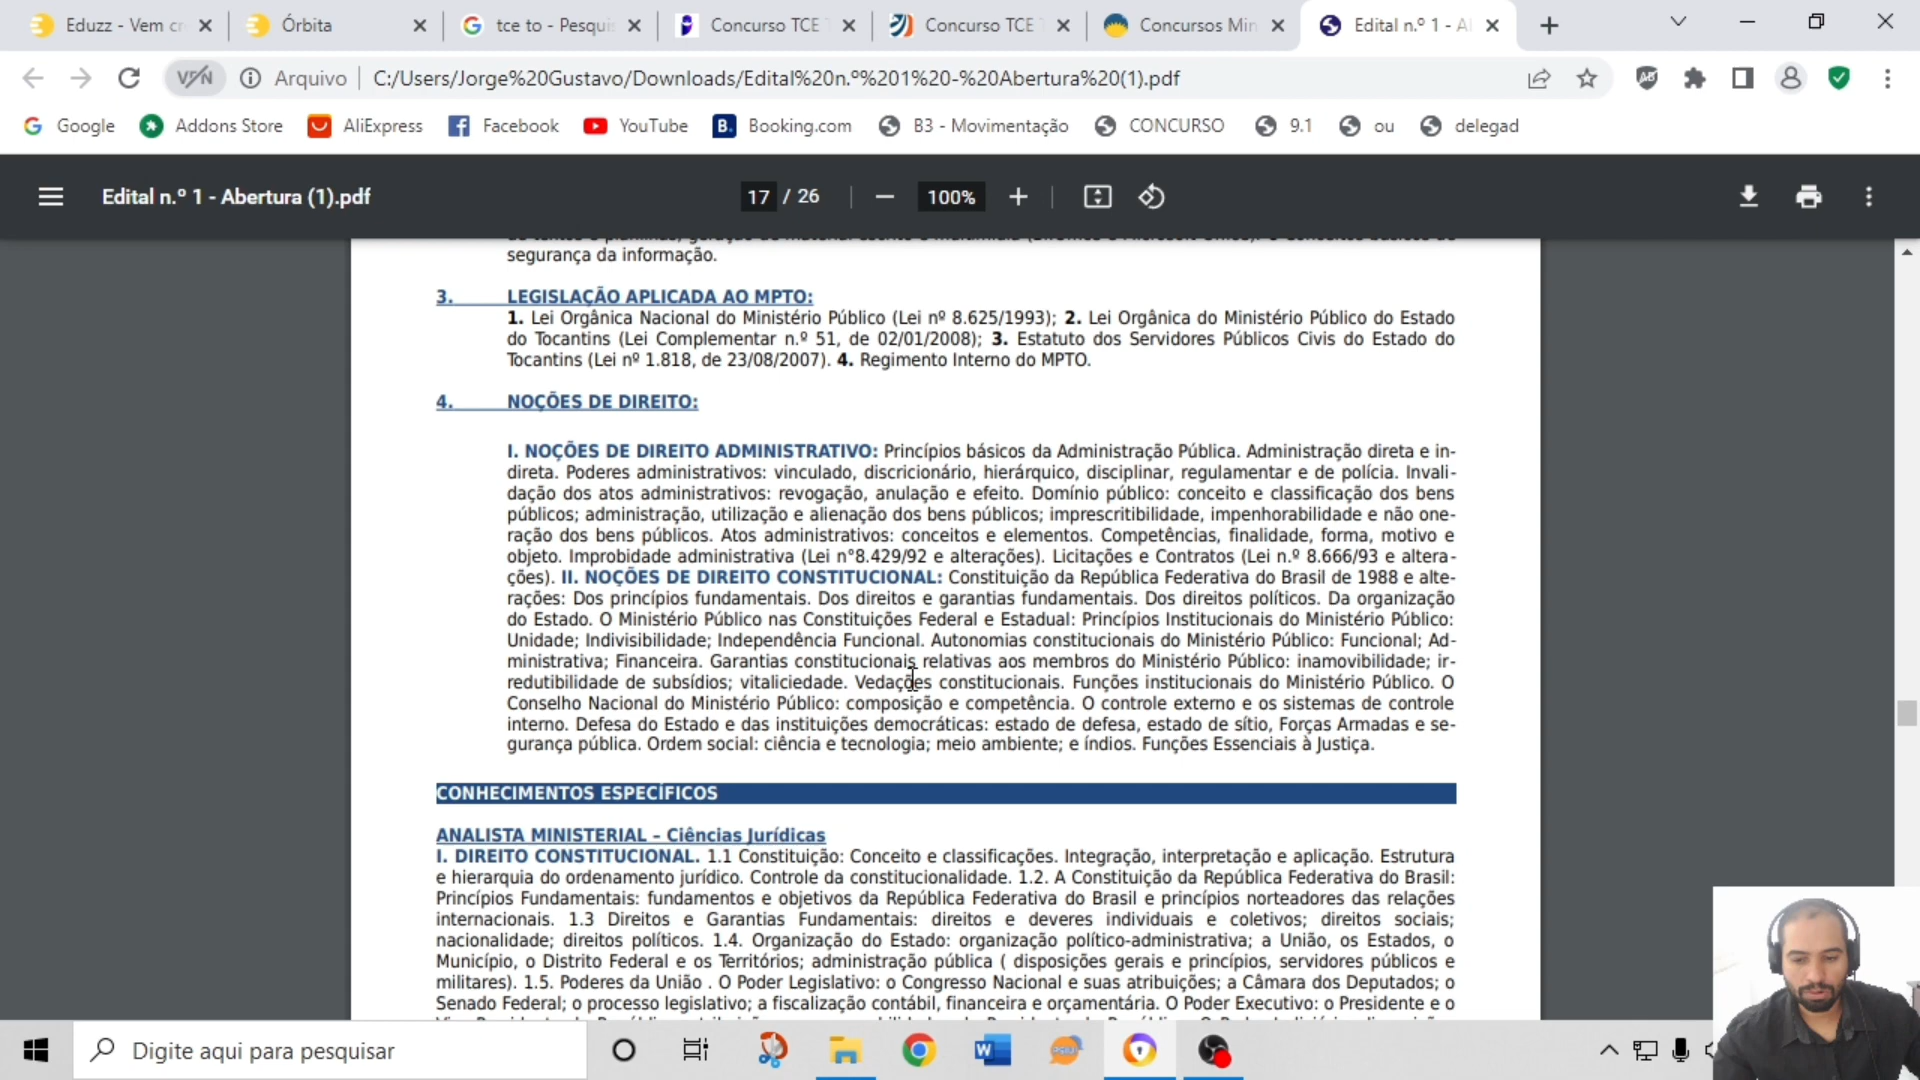 Eduzz - Vem cr
Órbita
tce to - Pesqui
Concurso TCE
Concurso TCE
Concursos Min
Edital n.º 1 - A
VPN
Arquivo
C:/Users/Jorge%20Gustavo/Downloads/Edital%20n.º%201%20-%20Abertura%20(1).pdf
Google
Addons Store
AliExpress
Facebook
YouTube
B.
Booking.com
B3 - Movimentação
CONCURSO
9.1
ou
delegad
Edital n.º 1 - Abertura (1).pdf
17 / 26
100%
segurança da informação.
3. LEGISLAÇÃO APLICADA AO MPTO:
1. Lei Orgânica Nacional do Ministério Público (Lei nº 8.625/1993); 2. Lei Orgânica do Ministério Público do Estado
do Tocantins (Lei Complementar n.º 51, de 02/01/2008); 3. Estatuto dos Servidores Públicos Civis do Estado do
Tocantins (Lei nº 1.818, de 23/08/2007). 4. Regimento Interno do MPTO.
4. NOÇÕES DE DIREITO:
I. NOÇÕES DE DIREITO ADMINISTRATIVO: Princípios básicos da Administração Pública. Administração direta e in-
direta. Poderes administrativos: vinculado, discricionário, hierárquico, disciplinar, regulamentar e de polícia. Invali-
dação dos atos administrativos: revogação, anulação e efeito. Domínio público: conceito e classificação dos bens
públicos; administração, utilização e alienação dos bens públicos; imprescritibilidade, impenhorabilidade e não one-
ração dos bens públicos. Atos administrativos: conceitos e elementos. Competências, finalidade, forma, motivo e
objeto. Improbidade administrativa (Lei n°8.429/92 e alterações). Licitações e Contratos (Lei n.º 8.666/93 e altera-
ções). II. NOÇÕES DE DIREITO CONSTITUCIONAL: Constituição da República Federativa do Brasil de 1988 e alte-
rações: Dos princípios fundamentais. Dos direitos e garantias fundamentais. Dos direitos políticos. Da organização
do Estado. O Ministério Público nas Constituições Federal e Estadual: Princípios Institucionais do Ministério Público:
Unidade; Indivisibilidade; Independência Funcional. Autonomias constitucionais do Ministério Público: Funcional; Ad-
ministrativa; Financeira. Garantias constitucionais relativas aos membros do Ministério Público: inamovibilidade; ir-
redutibilidade de subsídios; vitaliciedade. Vedações constitucionais. Funções institucionais do Ministério Público. O
Conselho Nacional do Ministério Público: composição e competência. O controle externo e os sistemas de controle
interno. Defesa do Estado e das instituições democráticas: estado de defesa, estado de sítio, Forças Armadas e se-
gurança pública. Ordem social: ciência e tecnologia; meio ambiente; e índios. Funções Essenciais à Justiça.
CONHECIMENTOS ESPECÍFICOS
ANALISTA MINISTERIAL – Ciências Jurídicas
I. DIREITO CONSTITUCIONAL. 1.1 Constituição: Conceito e classificações. Integração, interpretação e aplicação. Estrutura
e hierarquia do ordenamento jurídico. Controle da constitucionalidade. 1.2. A Constituição da República Federativa do Brasil:
Princípios Fundamentais: fundamentos e objetivos da República Federativa do Brasil e princípios norteadores das relações
internacionais. 1.3 Direitos e Garantias Fundamentais: direitos e deveres individuais e coletivos; direitos sociais;
nacionalidade; direitos políticos. 1.4. Organização do Estado: organização político-administrativa; a União, os Estados, o
Município, o Distrito Federal e os Territórios; administração pública ( disposições gerais e princípios, servidores públicos e
militares). 1.5. Poderes da União . O Poder Legislativo: o Congresso Nacional e suas atribuições; a Câmara dos Deputados; o
Senado Federal; o processo legislativo; a fiscalização contábil, financeira e orçamentária. O Poder Executivo: o Presidente e o
Digite aqui para pesquisar